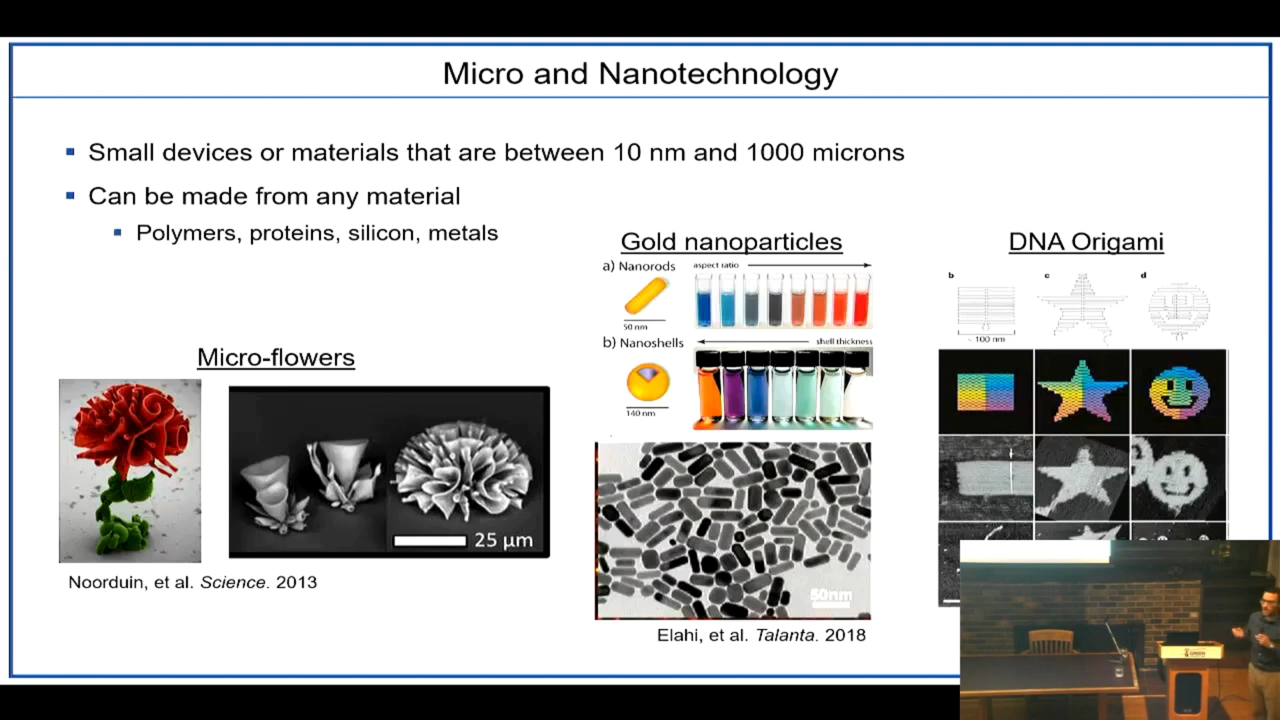 Micro and Nanotechnology
Small devices or materials that are between 10 nm and 1000 microns
Can be made from any material
Polymers, proteins, silicon, metals
Micro-flowers
25 µm
Noorduin, et al. Science. 2013
Gold nanoparticles
a) Nanorods
aspect ratio
50 nm
b) Nanoshells
shell thickness
140 nm
50nm
Elahi, et al. Talanta. 2018
DNA Origami
b
c
d
100 nm